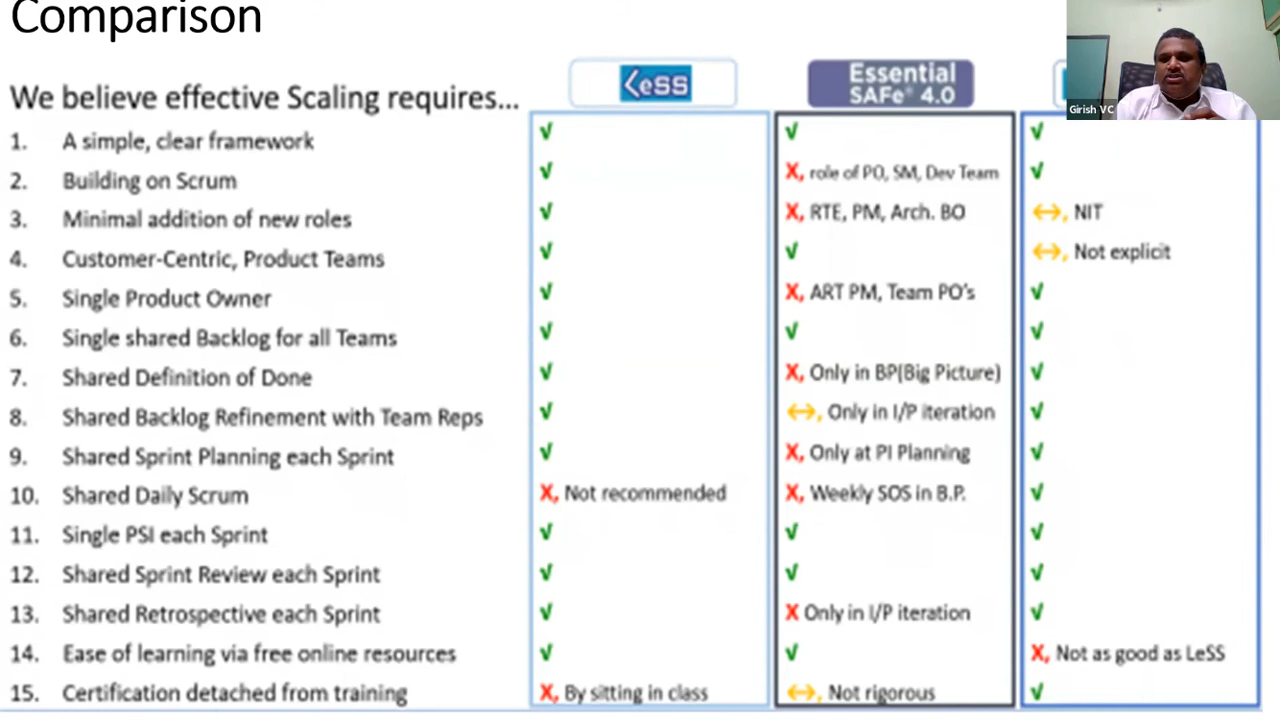 Comparison
LeSS Essential SAFe® 4.0
We believe effective Scaling requires...
1. A simple, clear framework √ √ √
2. Building on Scrum √ X, role of PO, SM, Dev Team √
3. Minimal addition of new roles √ X, RTE, PM, Arch. BO ↔, NIT
4. Customer-Centric, Product Teams √ √ ↔, Not explicit
5. Single Product Owner √ X, ART PM, Team PO's √
6. Single shared Backlog for all Teams √ √ √
7. Shared Definition of Done √ X, Only in BP(Big Picture) √
8. Shared Backlog Refinement with Team Reps √ ↔, Only in I/P iteration √
9. Shared Sprint Planning each Sprint √ X, Only at PI Planning √
10. Shared Daily Scrum X, Not recommended X, Weekly SOS in B.P. √
11. Single PSI each Sprint √ √ √
12. Shared Sprint Review each Sprint √ √ √
13. Shared Retrospective each Sprint √ X Only in I/P iteration √
14. Ease of learning via free online resources √ √ X, Not as good as LeSS
15. Certification detached from training X, By sitting in class ↔, Not rigorous √
Girish VC